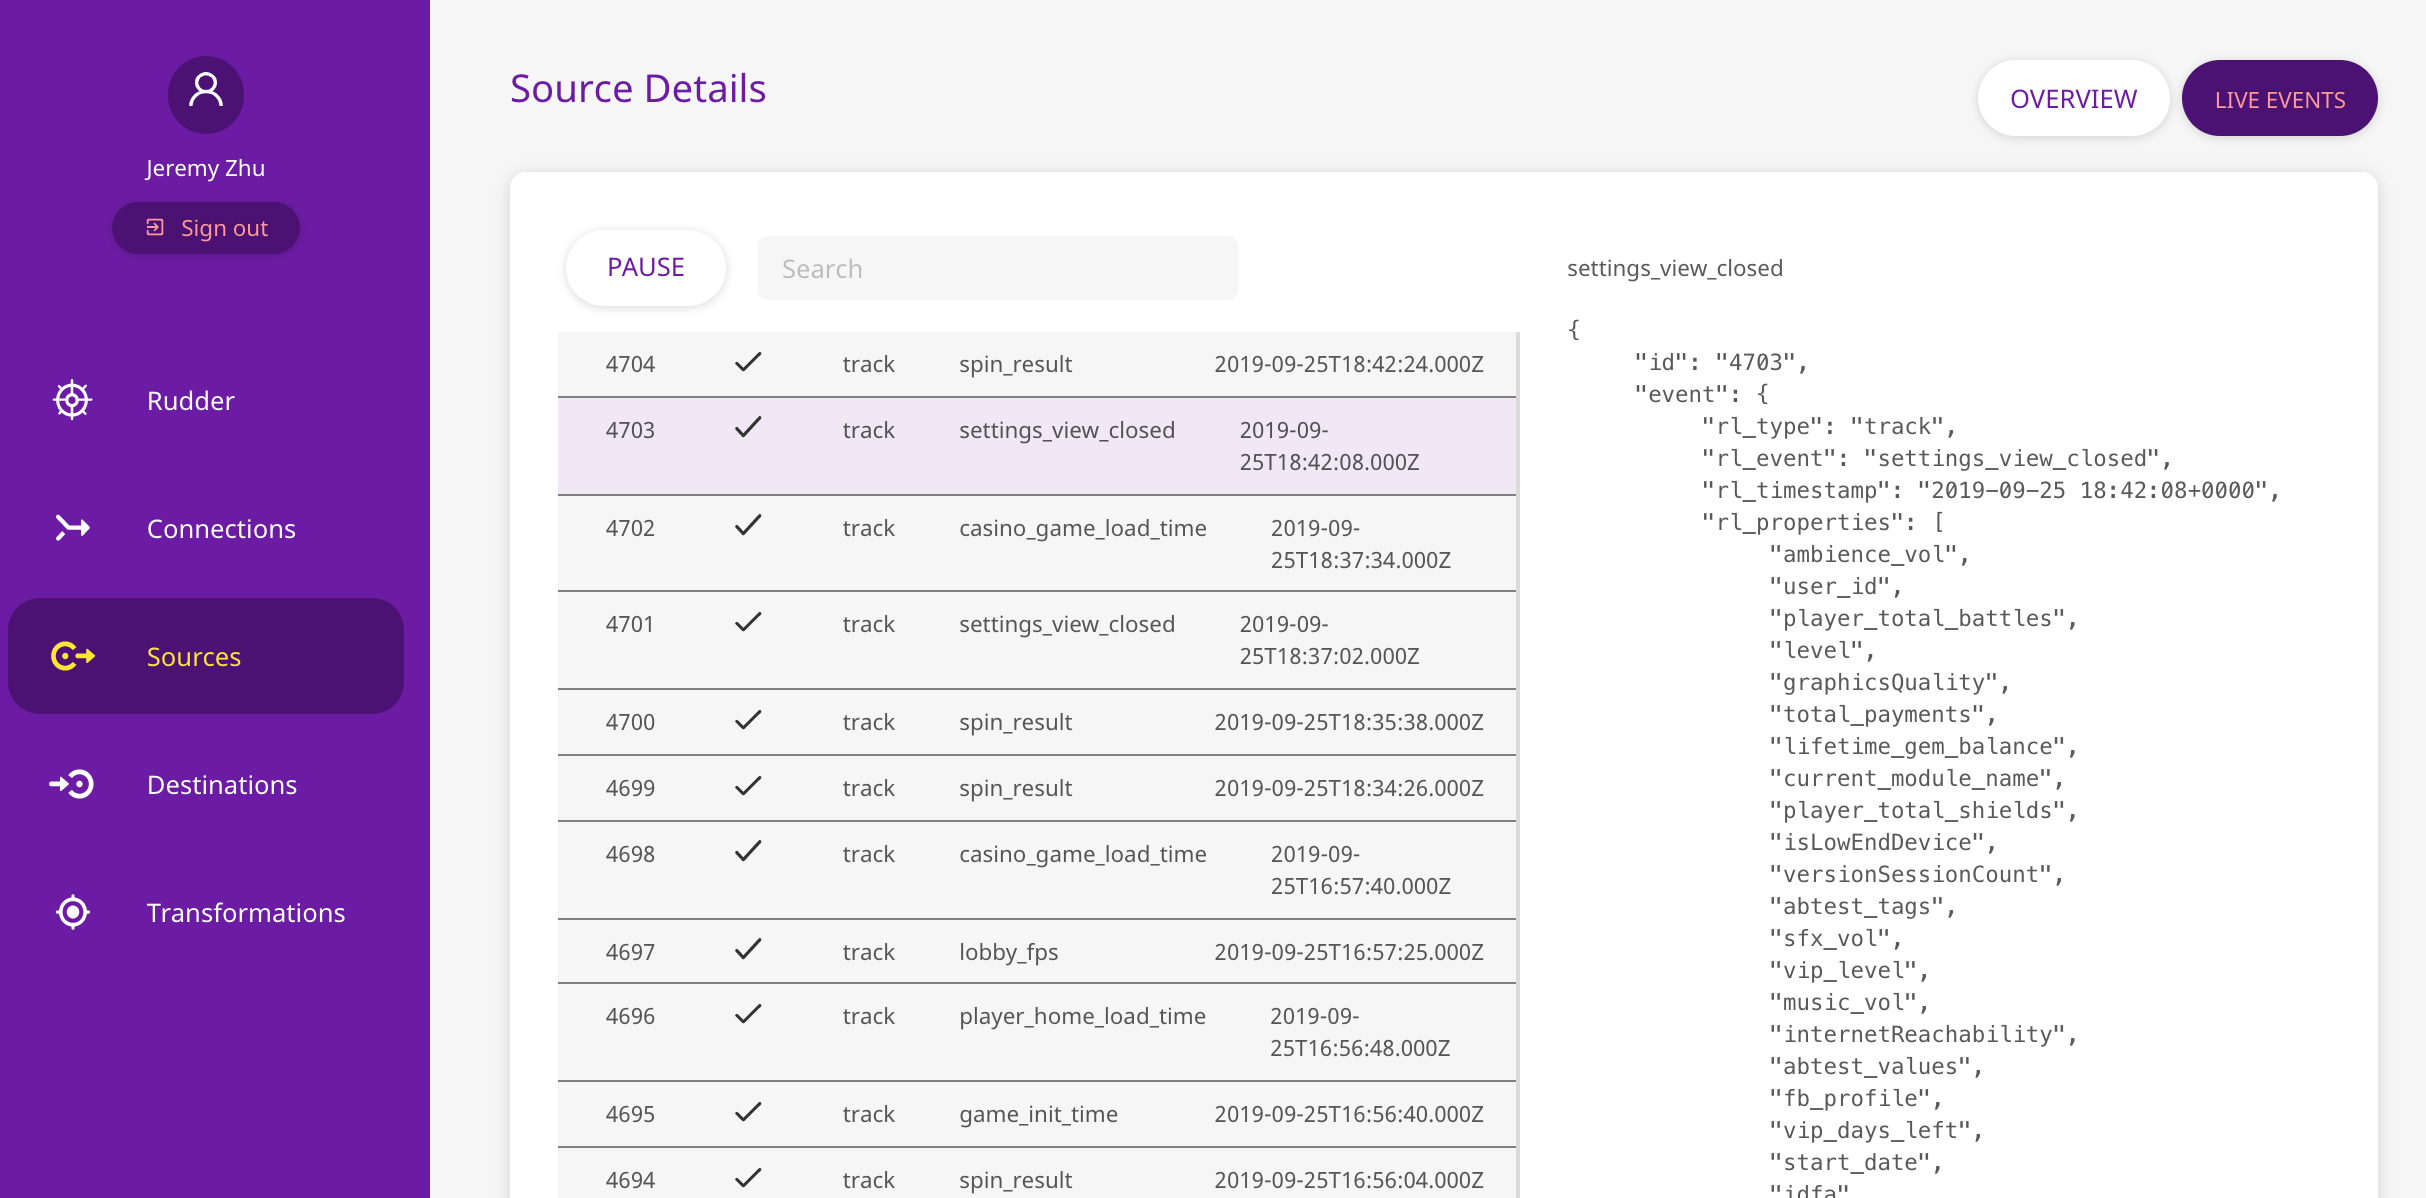 Jeremy Zhu
Sign out
Rudder
Connections
Sources
Destinations
Transformations
Source Details
OVERVIEW
LIVE EVENTS
PAUSE
Search
4704 track spin_result 2019-09-25T18:42:24.000Z
4703 track settings_view_closed 2019-09-
25T18:42:08.000Z
4702 track casino_game_load_time 2019-09-
25T18:37:34.000Z
4701 track settings_view_closed 2019-09-
25T18:37:02.000Z
4700 track spin_result 2019-09-25T18:35:38.000Z
4699 track spin_result 2019-09-25T18:34:26.000Z
4698 track casino_game_load_time 2019-09-
25T16:57:40.000Z
4697 track lobby_fps 2019-09-25T16:57:25.000Z
4696 track player_home_load_time 2019-09-
25T16:56:48.000Z
4695 track game_init_time 2019-09-25T16:56:40.000Z
4694 track spin_result 2019-09-25T16:56:04.000Z
settings_view_closed
{
"id": "4703",
"event": {
"rl_type": "track",
"rl_event": "settings_view_closed",
"rl_timestamp": "2019-09-25 18:42:08+0000",
"rl_properties": [
"ambience_vol",
"user_id",
"player_total_battles",
"level",
"graphicsQuality",
"total_payments",
"lifetime_gem_balance",
"current_module_name",
"player_total_shields",
"isLowEndDevice",
"versionSessionCount",
"abtest_tags",
"sfx_vol",
"vip_level",
"music_vol",
"internetReachability",
"abtest_values",
"fb_profile",
"vip_days_left",
"start_date",
"idfa"